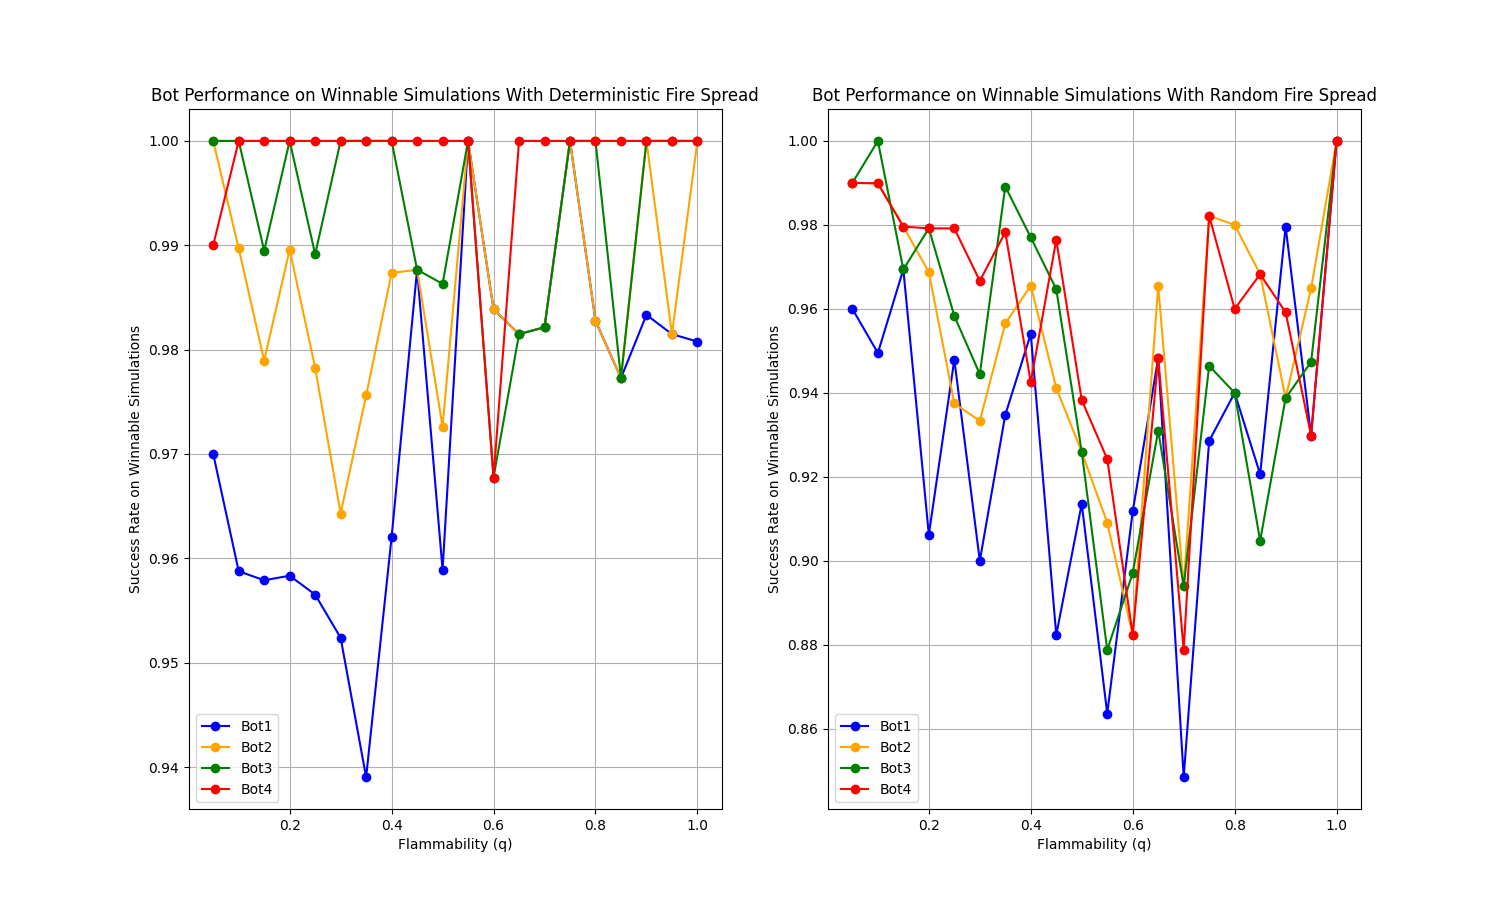 Bot Performance on Winnable Simulations With Deterministic Fire Spread
Success Rate on Winnable Simulations
1.00
0.99
0.98
0.97
0.96
0.95
0.94
Bot1
Bot2
Bot3
Bot4
0.2 0.4 0.6 0.8 1.0
Flammability (q)
Bot Performance on Winnable Simulations With Random Fire Spread
Success Rate on Winnable Simulations
1.00
0.98
0.96
0.94
0.92
0.90
0.88
0.86
Bot1
Bot2
Bot3
Bot4
0.2 0.4 0.6 0.8 1.0
Flammability (q)